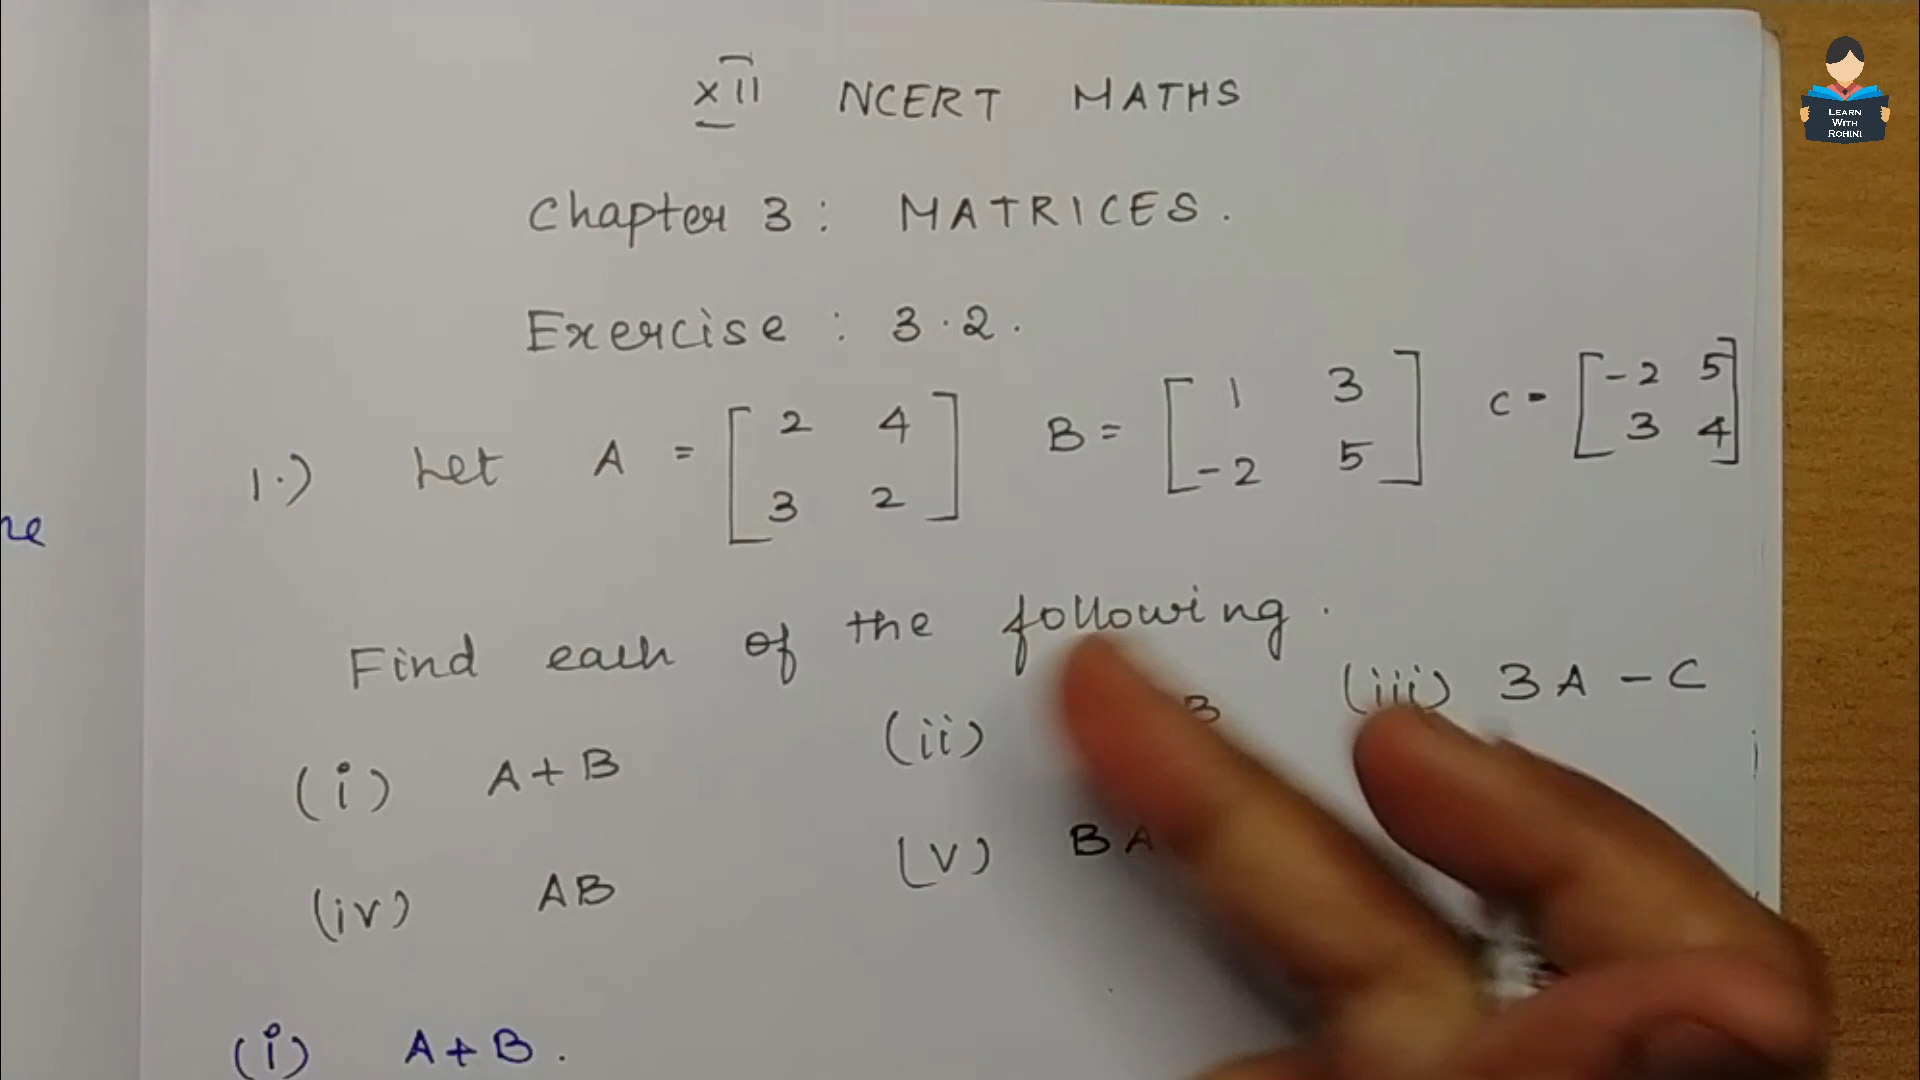 XII NCERT MATHS
Chapter 3 : MATRICES.
Exercise : 3.2.
1.) Let A = [ 2 4 B = [ 1 3 ] C = [ -2 5
3 2 ] -2 5 ] 3 4 ]
Find each of the following.
(i) A+B (ii) B (iii) 3A - C
(iv) AB (v) BA
(i) A+B.
LEARN
WITH
ROHINI